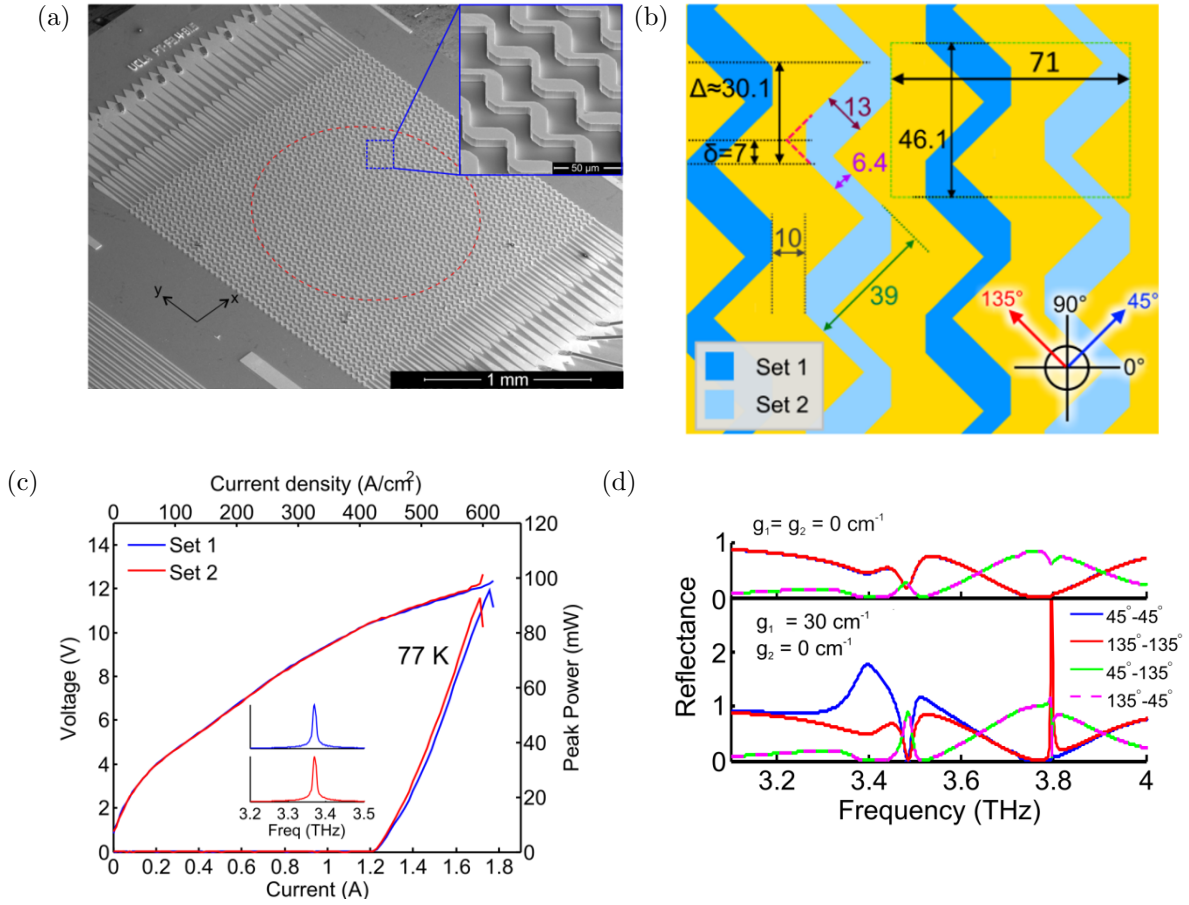 (a)
UCLA
50 μm
y
x
1 mm
(b)
Δ≈30.1
13
71
δ=7
46.1
6.4
10
39
135°
90°
45°
0°
Set 1
Set 2
(c)
Current density (A/cm²)
0 100 200 300 400 500 600
Set 1
Set 2
14
12
10
8
6
4
2
0
Voltage (V)
77 K
120
100
80
60
40
20
0
Peak Power (mW)
3.2 3.3 3.4 3.5
Freq (THz)
0 0.2 0.4 0.6 0.8 1.0 1.2 1.4 1.6 1.8
Current (A)
(d)
g₁= g₂ = 0 cm⁻¹
1
0
g₁ = 30 cm⁻¹
g₂ = 0 cm⁻¹
2
1
0
Reflectance
45°-45°
135°-135°
45°-135°
135°-45°
3.2 3.4 3.6 3.8 4
Frequency (THz)